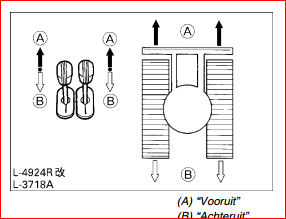 A
A
A
B
B
B
L-4924R 改
L-3718A
(A) “Vooruit”
(B) “Achteruit”